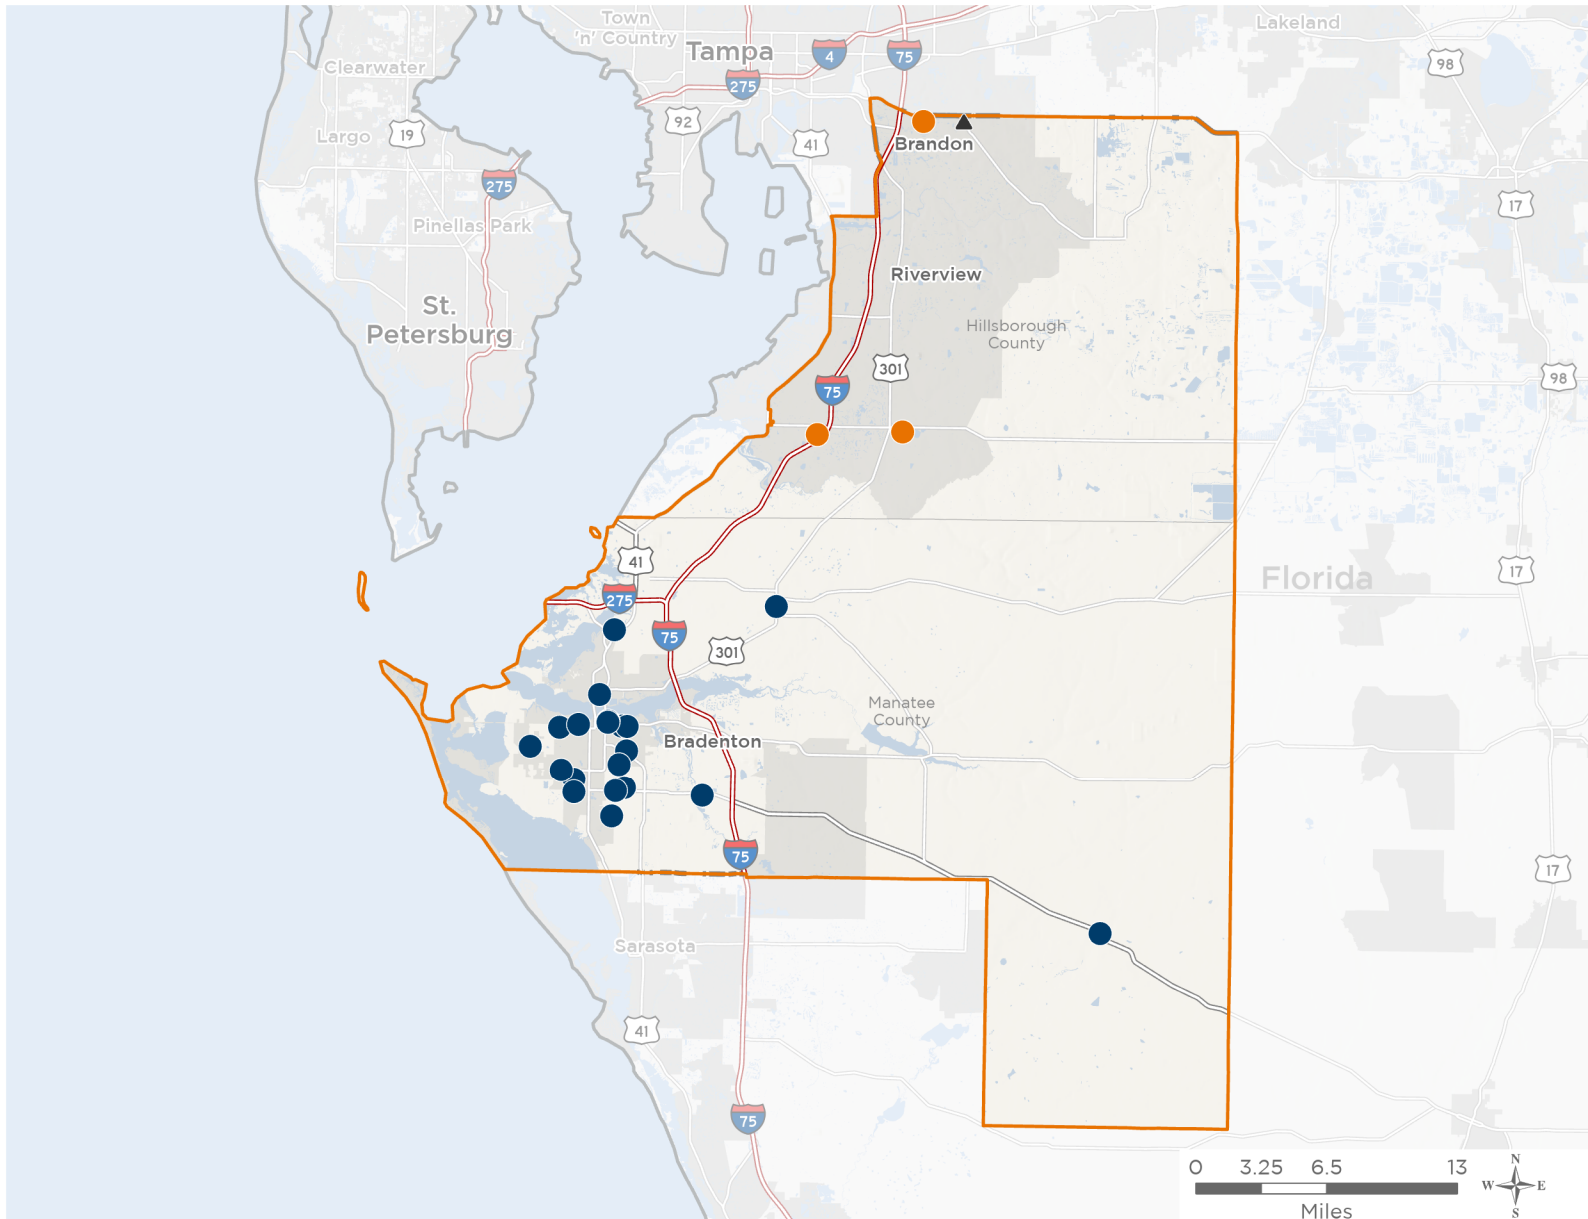 Town
'n' Country
Lakeland
Tampa
4
75
98
Clearwater
275
92
Largo
19
41
Brandon
275
17
Pinellas Park
Riverview
St.
Petersburg
Hillsborough
County
301
98
75
41
Florida
17
275
75
301
Manatee
County
Bradenton
75
17
Sarasota
41
75
0 3.25 6.5 13
Miles
N
W E
S